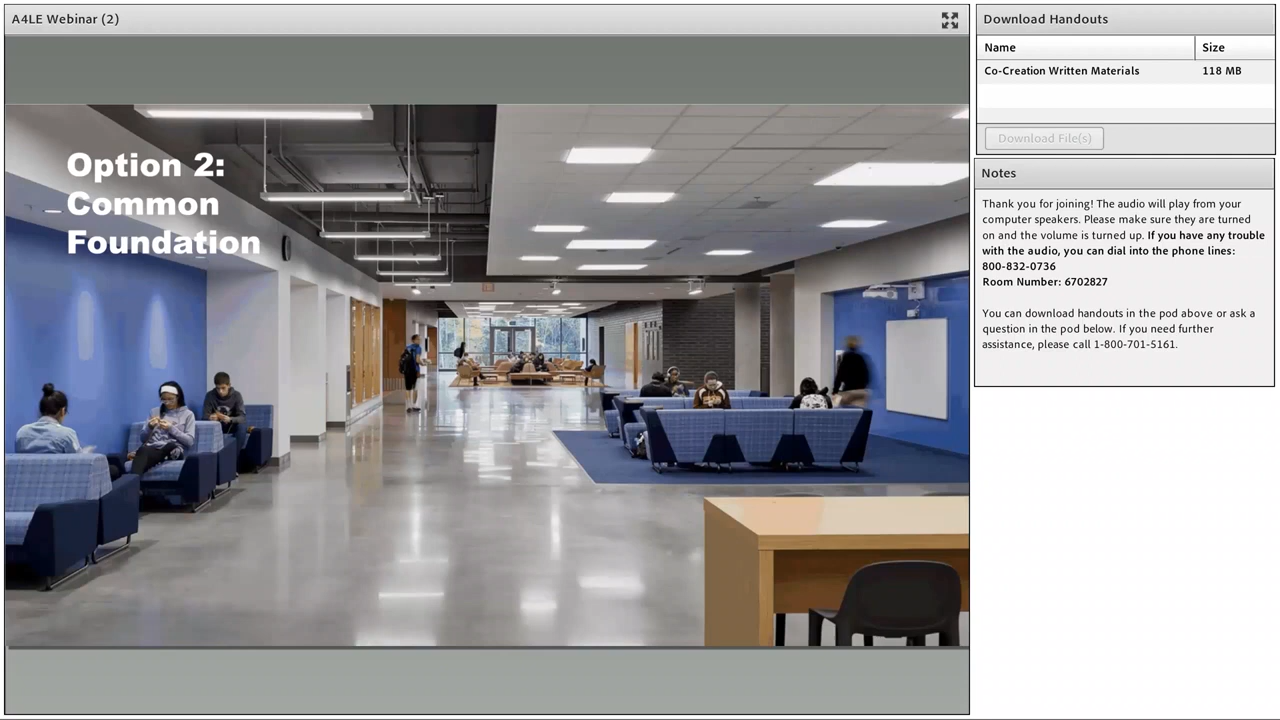 A4LE Webinar (2)
Option 2:
Common
Foundation
Download Handouts
Name Size
Co-Creation Written Materials 118 MB
Download File(s)
Notes
Thank you for joining! The audio will play from your
computer speakers. Please make sure they are turned
on and the volume is turned up. If you have any trouble
with the audio, you can dial into the phone lines:
800-832-0736
Room Number: 6702827
You can download handouts in the pod above or ask a
question in the pod below. If you need further
assistance, please call 1-800-701-5161.